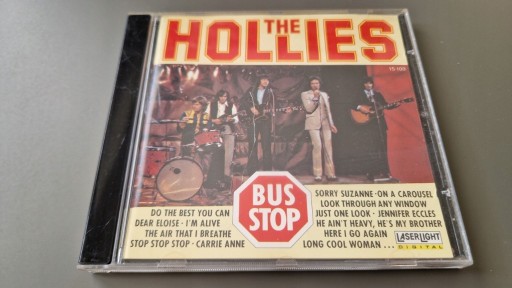 THE
HOLLIES
BUS
STOP
DO THE BEST YOU CAN
DEAR ELOISE · I'M ALIVE
THE AIR THAT I BREATHE
STOP STOP STOP · CARRIE ANNE
SORRY SUZANNE · ON A CAROUSEL
LOOK THROUGH ANY WINDOW
JUST ONE LOOK · JENNIFER ECCLES
HE AIN'T HEAVY, HE'S MY BROTHER
HERE I GO AGAIN
LONG COOL WOMAN ...
LASERLIGHT
DIGITAL